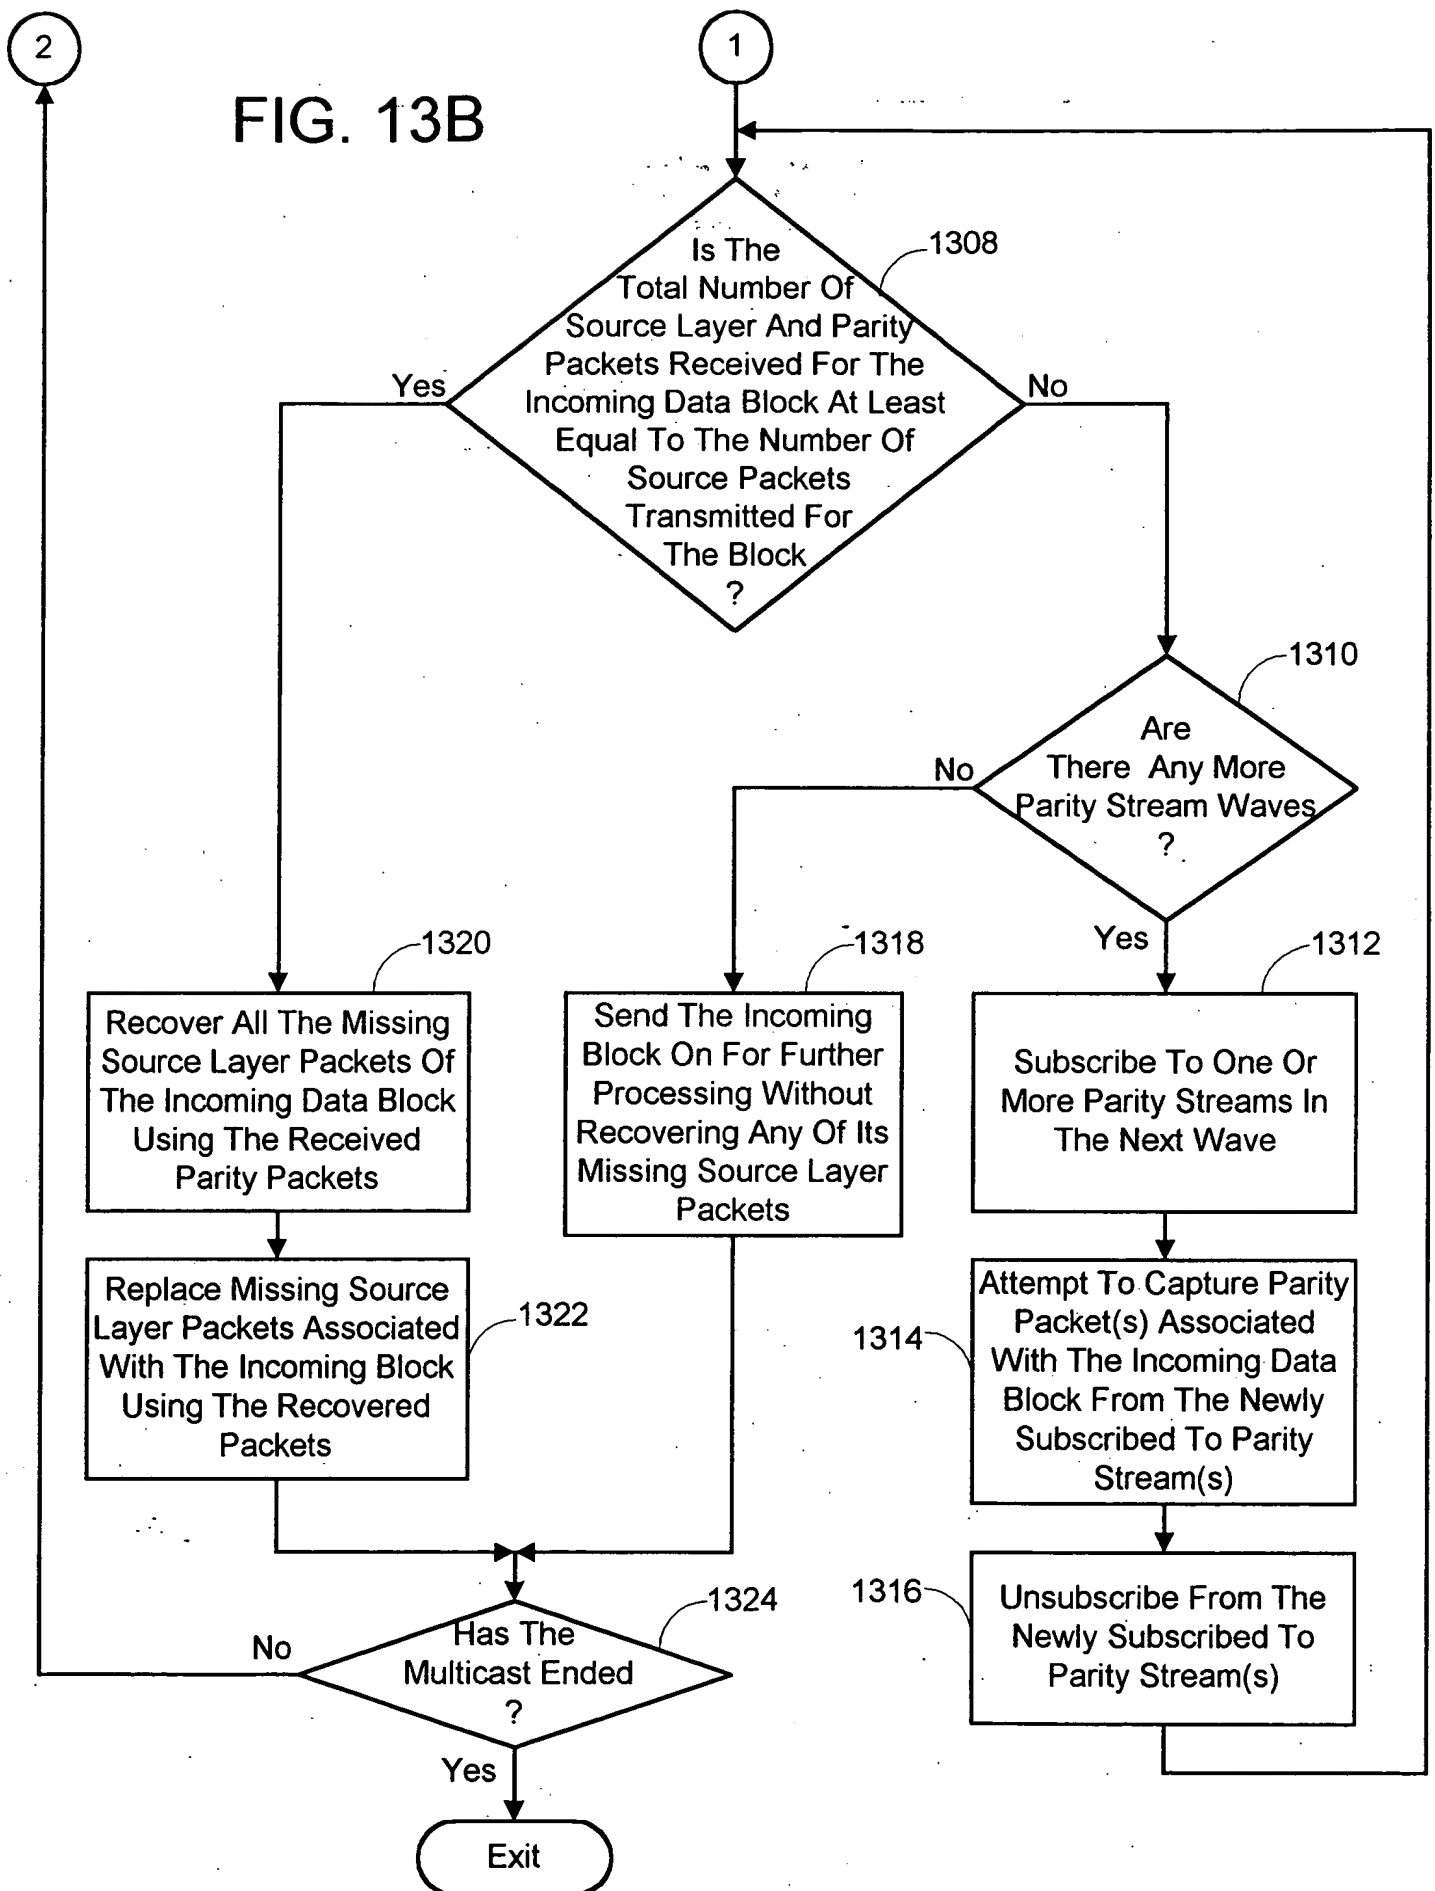 2
1
FIG. 13B
1308
Is The
Total Number Of
Source Layer And Parity
Packets Received For The
Incoming Data Block At Least
Equal To The Number Of
Source Packets
Transmitted For
The Block
?
Yes
No
1310
Are
There Any More
Parity Stream Waves
?
No
Yes
1320
Recover All The Missing
Source Layer Packets Of
The Incoming Data Block
Using The Received
Parity Packets
1318
Send The Incoming
Block On For Further
Processing Without
Recovering Any Of Its
Missing Source Layer
Packets
1312
Subscribe To One Or
More Parity Streams In
The Next Wave
Replace Missing Source
Layer Packets Associated
With The Incoming Block
Using The Recovered
Packets
1322
1314
Attempt To Capture Parity
Packet(s) Associated
With The Incoming Data
Block From The Newly
Subscribed To Parity
Stream(s)
1316
Unsubscribe From The
Newly Subscribed To
Parity Stream(s)
1324
Has The
Multicast Ended
?
No
Yes
Exit